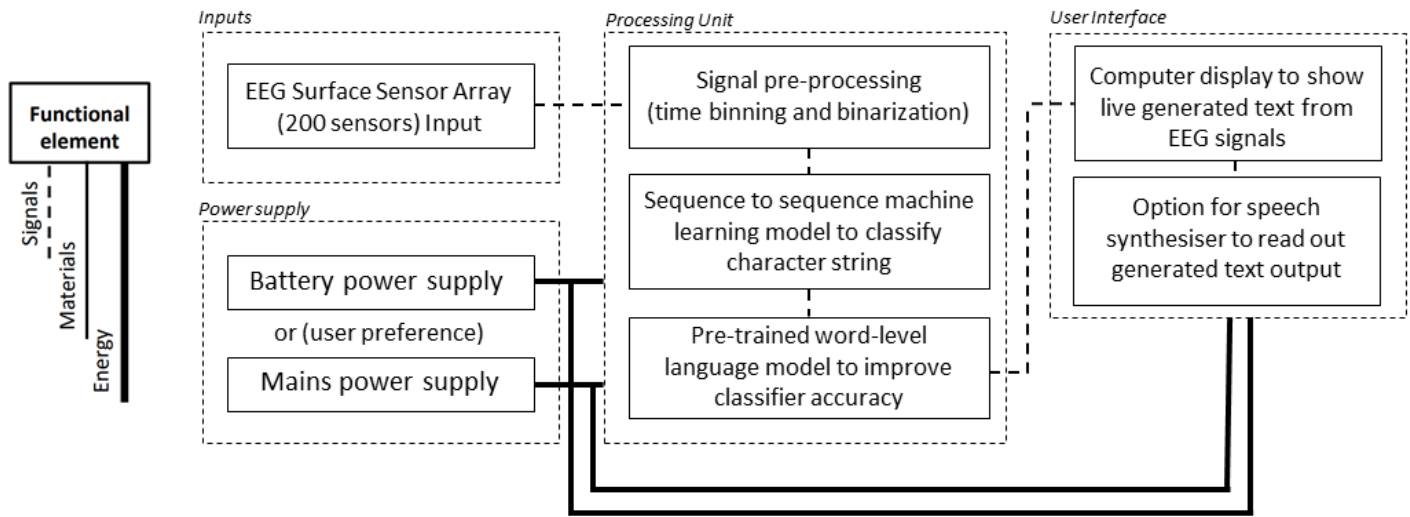 Functional
element
Signals
Materials
Energy
Inputs
EEG Surface Sensor Array
(200 sensors) Input
Power supply
Battery power supply
or (user preference)
Mains power supply
Processing Unit
Signal pre-processing
(time binning and binarization)
Sequence to sequence machine
learning model to classify
character string
Pre-trained word-level
language model to improve
classifier accuracy
User Interface
Computer display to show
live generated text from
EEG signals
Option for speech
synthesiser to read out
generated text output